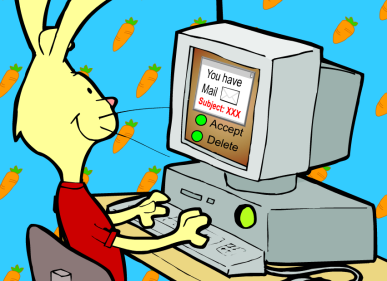 You have
Mail
Subject: XXX
Accept
Delete